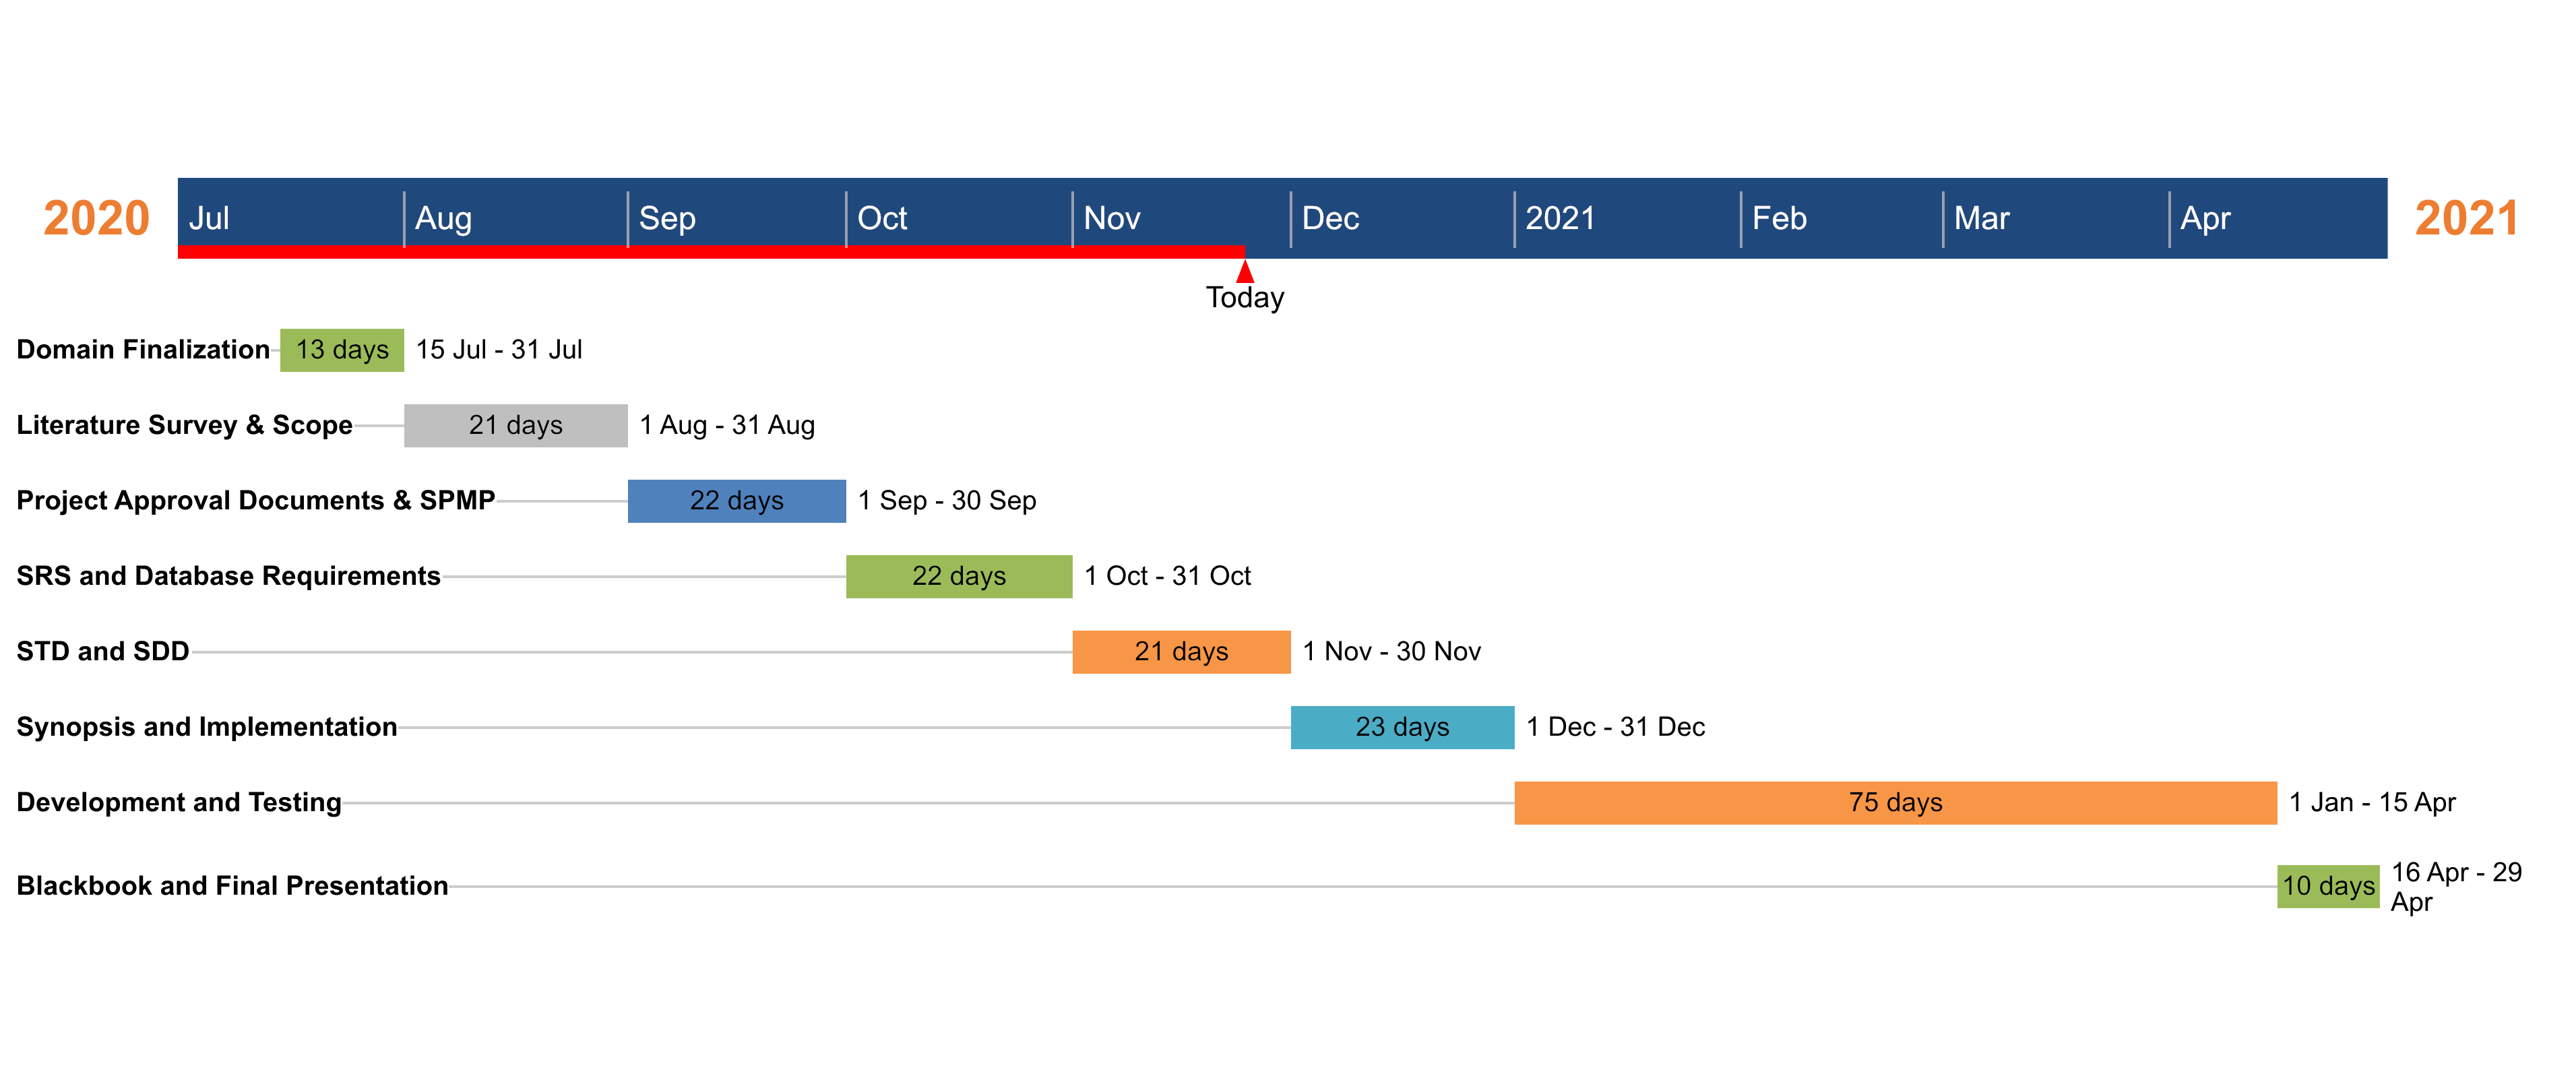 2020 Jul Aug Sep Oct Nov Dec 2021 Feb Mar Apr 2021
Today
Domain Finalization 13 days 15 Jul - 31 Jul
Literature Survey & Scope 21 days 1 Aug - 31 Aug
Project Approval Documents & SPMP 22 days 1 Sep - 30 Sep
SRS and Database Requirements 22 days 1 Oct - 31 Oct
STD and SDD 21 days 1 Nov - 30 Nov
Synopsis and Implementation 23 days 1 Dec - 31 Dec
Development and Testing 75 days 1 Jan - 15 Apr
Blackbook and Final Presentation 10 days 16 Apr - 29
Apr